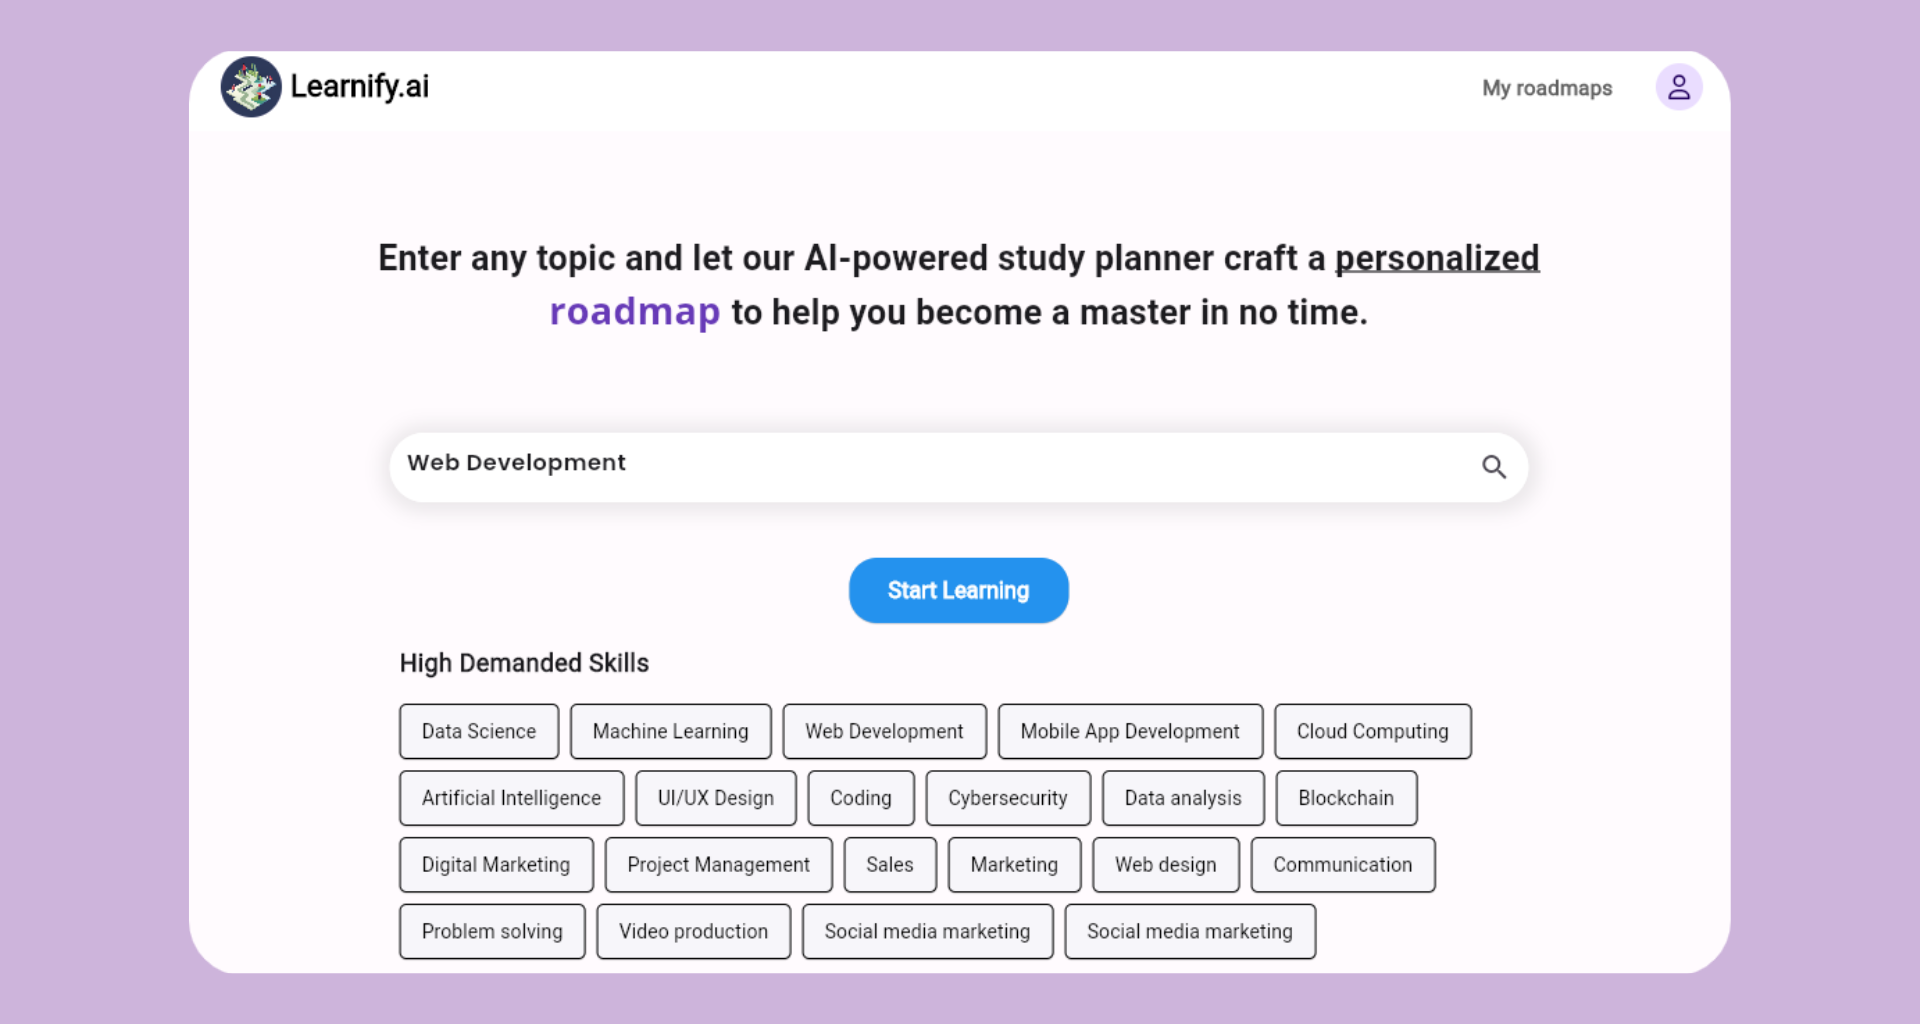 Learnify.ai My roadmaps
Enter any topic and let our AI-powered study planner craft a personalized
roadmap to help you become a master in no time.
Web Development
Start Learning
High Demanded Skills
Data Science Machine Learning Web Development Mobile App Development Cloud Computing
Artificial Intelligence UI/UX Design Coding Cybersecurity Data analysis Blockchain
Digital Marketing Project Management Sales Marketing Web design Communication
Problem solving Video production Social media marketing Social media marketing